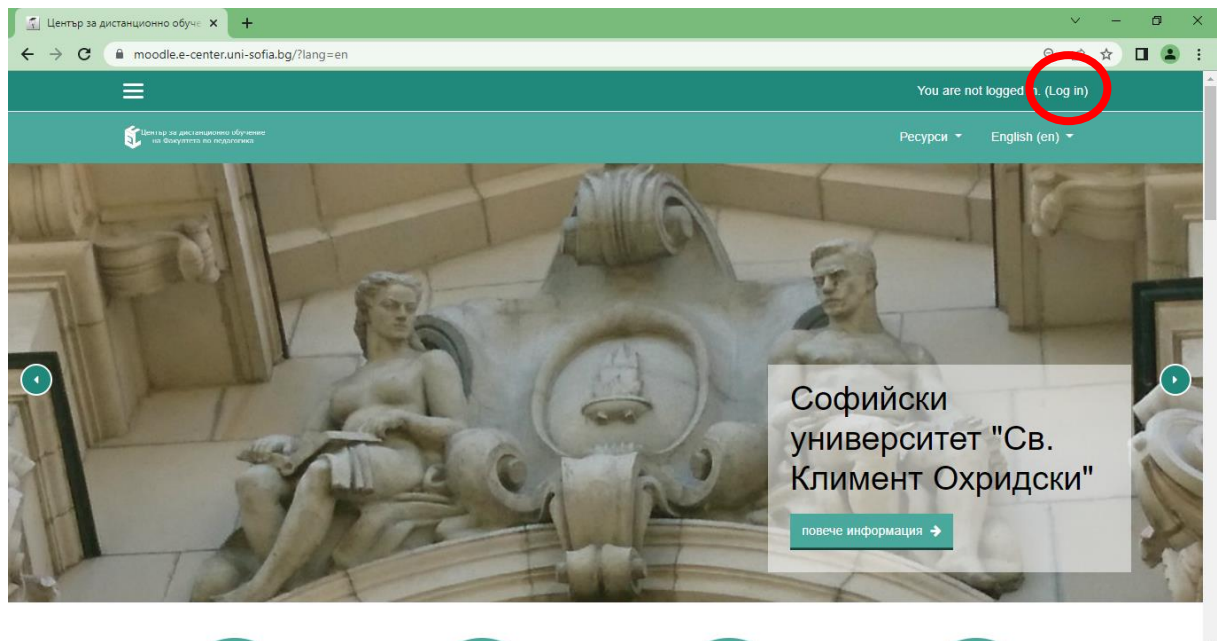 Център за дистанционно обуче
moodle.e-center.uni-sofia.bg/?lang=en
You are not logged in. (Log in)
Център за дистанционно обучение
на Факултета по педагогика
Ресурси
English (en)
Софийски
университет "Св.
Климент Охридски"
повече информация